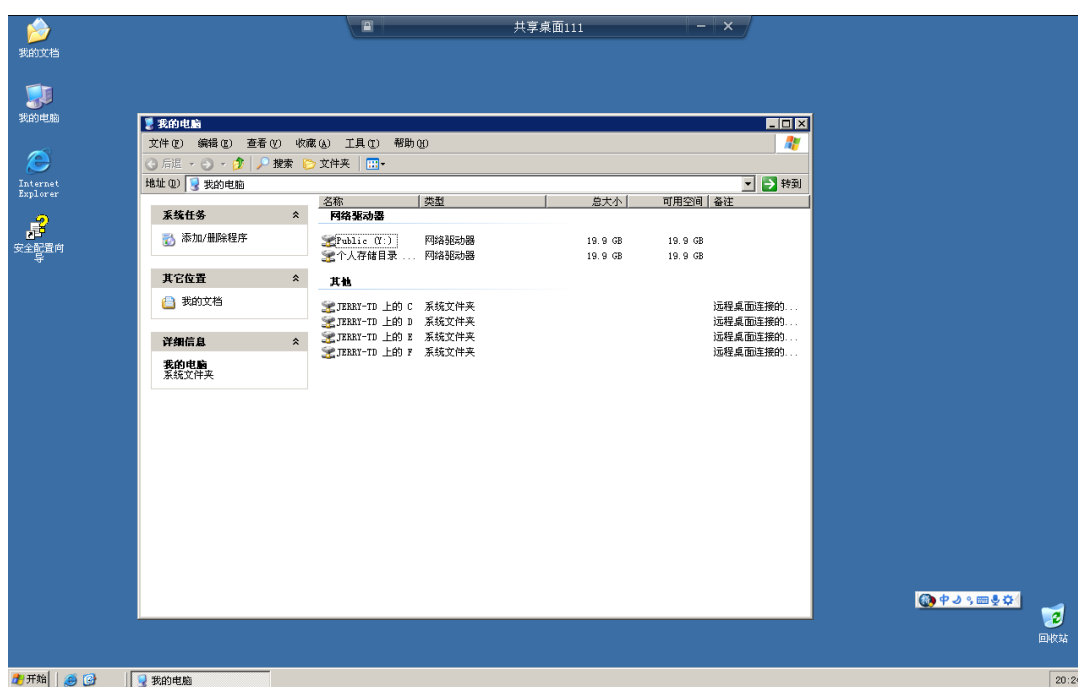 共享桌面111
我的文档
我的电脑
Internet
Explorer
安全配置向
导
我的电脑
文件(F) 编辑(E) 查看(V) 收藏(A) 工具(T) 帮助(H)
后退 搜索 文件夹
地址(D) 我的电脑 转到
名称 类型 总大小 可用空间 备注
系统任务
添加/删除程序
其它位置
我的文档
详细信息
我的电脑
系统文件夹
网络驱动器
Public (Y:) 网络驱动器 19.9 GB 19.9 GB
个人存储目录 ... 网络驱动器 19.9 GB 19.9 GB
其他
JERRY-TD 上的 C 系统文件夹 远程桌面连接的...
JERRY-TD 上的 D 系统文件夹 远程桌面连接的...
JERRY-TD 上的 E 系统文件夹 远程桌面连接的...
JERRY-TD 上的 F 系统文件夹 远程桌面连接的...
中
回收站
开始 我的电脑 20:24